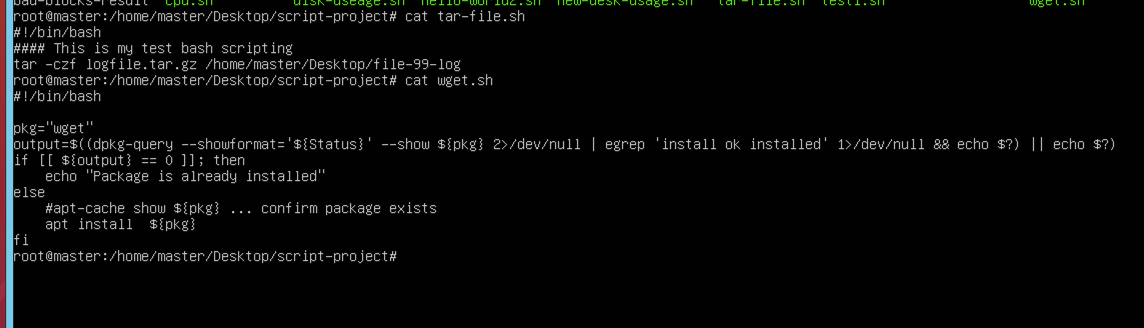 bad-blocks-result cpu.sh disk-useage.sh hello-world2.sh new-desk-usage.sh tar-file.sh test1.sh wget.sh
root@master:/home/master/Desktop/script-project# cat tar-file.sh
#!/bin/bash
#### This is my test bash scripting
tar -czf logfile.tar.gz /home/master/Desktop/file-99-log
root@master:/home/master/Desktop/script-project# cat wget.sh
#!/bin/bash
pkg="wget"
output=$((dpkg-query --showformat='${Status}' --show ${pkg} 2>/dev/null | egrep 'install ok installed' 1>/dev/null && echo $?) || echo $?)
if [[ ${output} == 0 ]]; then
    echo "Package is already installed"
else
    #apt-cache show ${pkg} ... confirm package exists
    apt install  ${pkg}
fi
root@master:/home/master/Desktop/script-project#